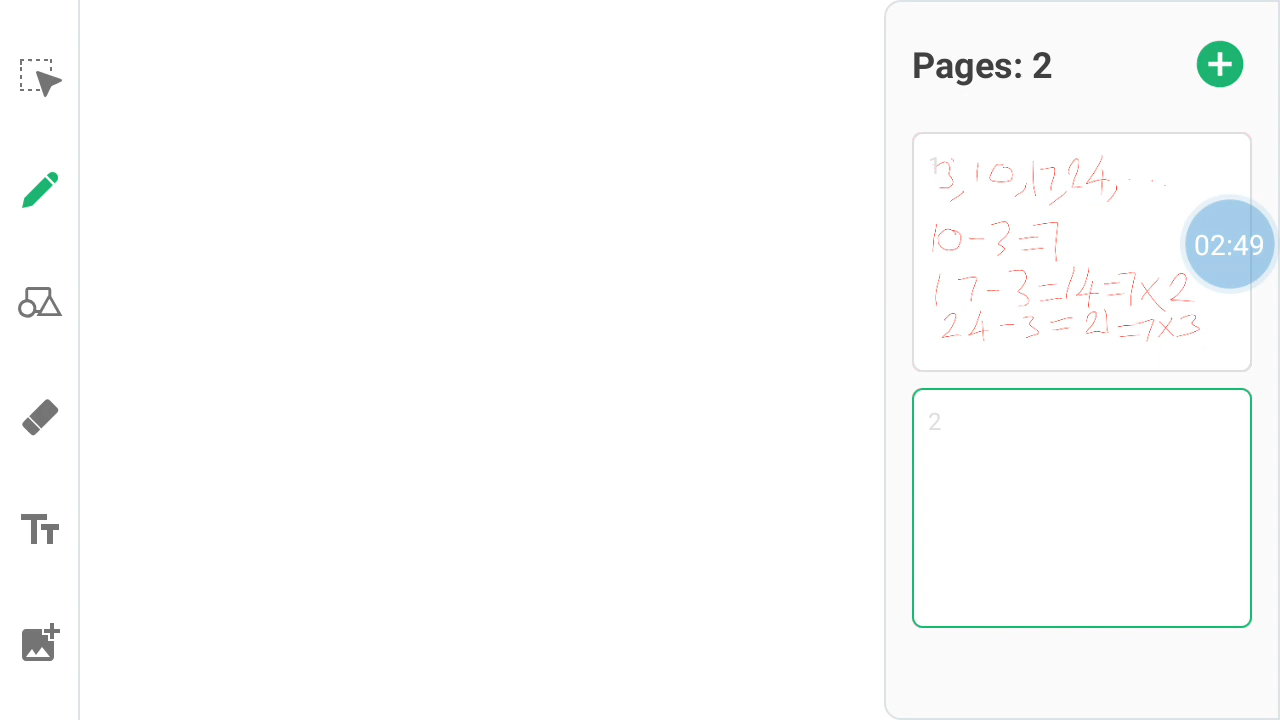 Pages: 2
1
3, 10, 17, 24, ...
10-3=7
17-3=14=7×2
24-3=21=7×3
02:49
2
TT